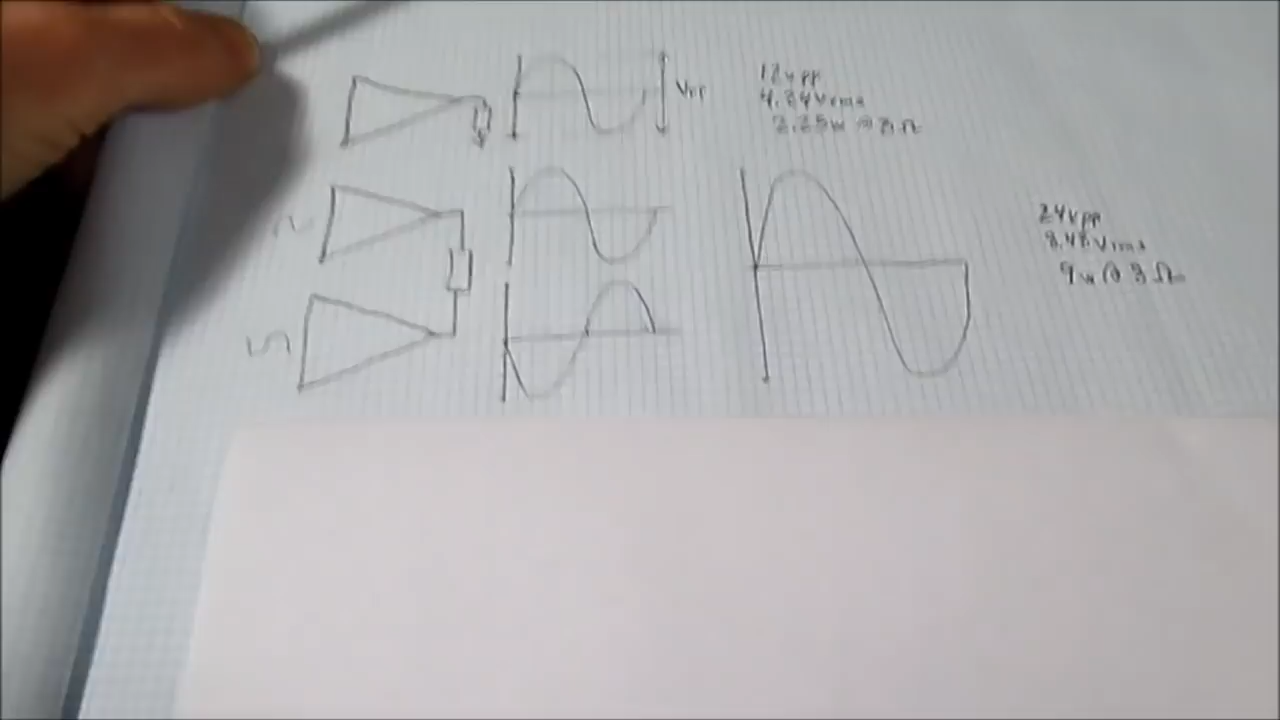 Vpp
12vpp
4.24Vrms
2.25w @ 8Ω
24vpp
8.48Vrms
9w @ 8Ω